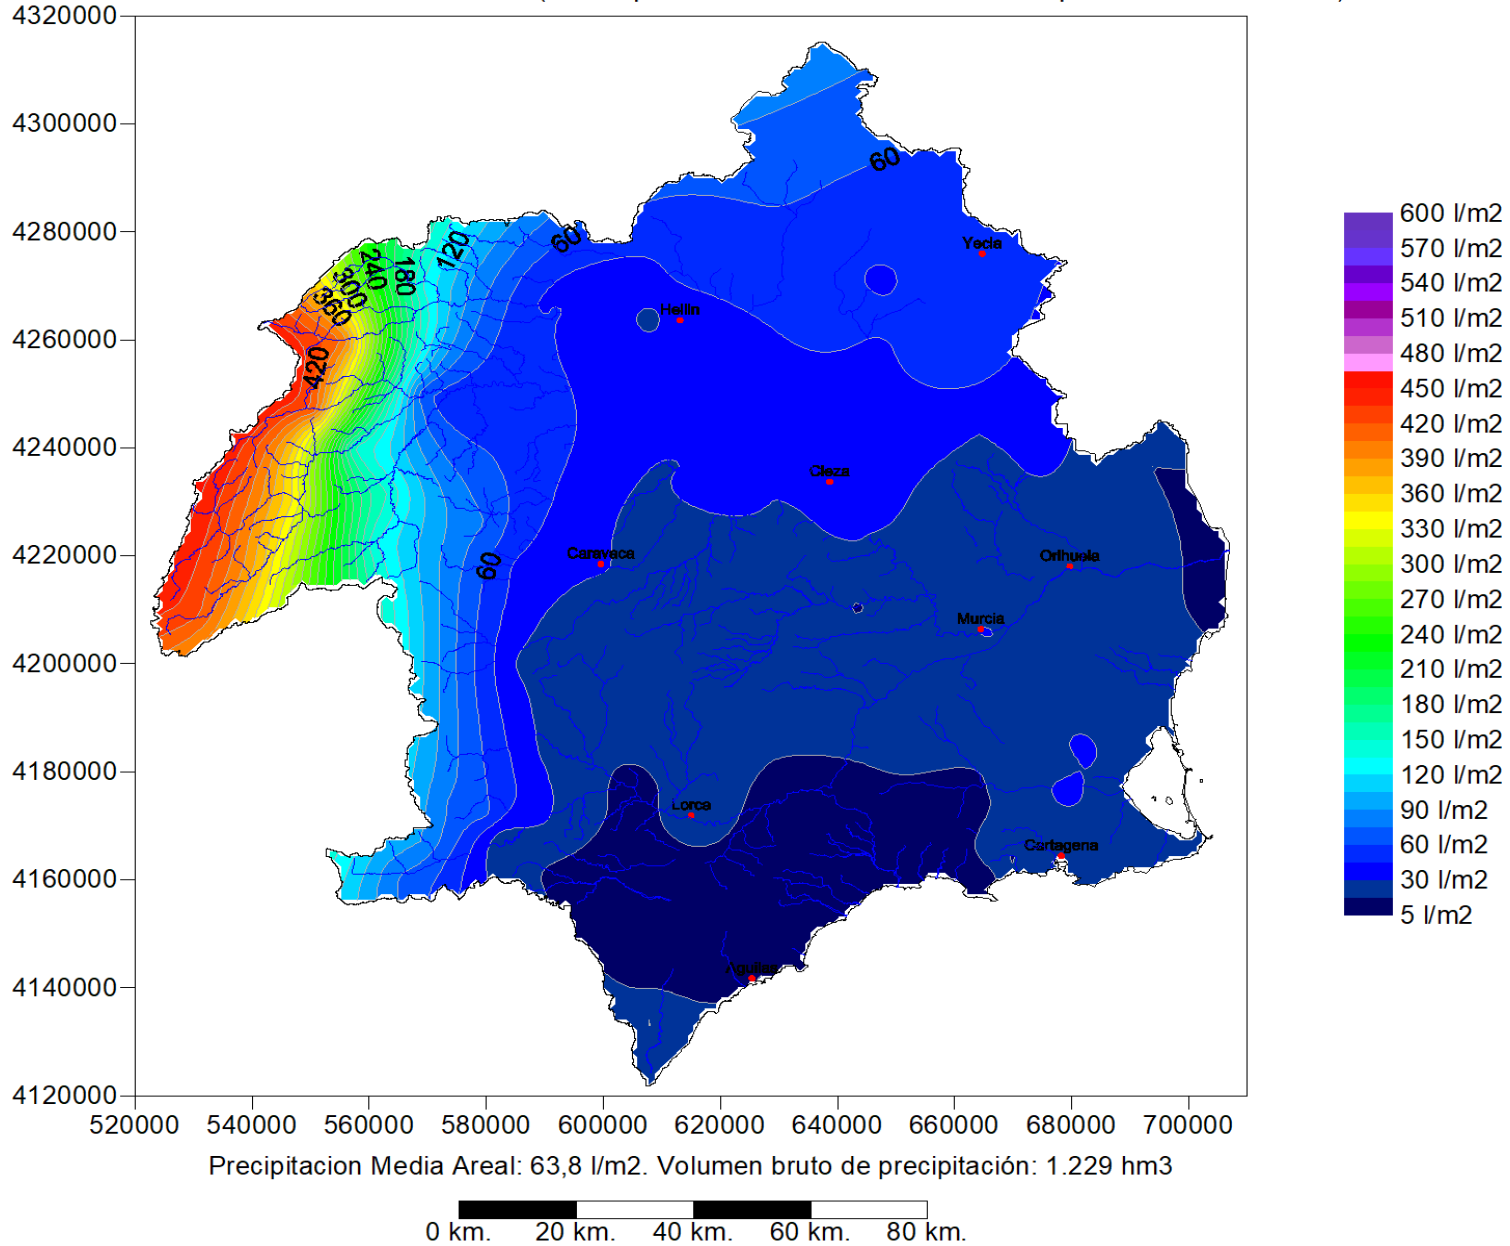 4320000
4300000
4280000
4260000
4240000
4220000
4200000
4180000
4160000
4140000
4120000
520000 540000 560000 580000 600000 620000 640000 660000 680000 700000
60
60
120
180
240
300
360
420
60
Yecla
Hellin
Cieza
Caravaca
Orihuela
Murcia
Lorca
Cartagena
Aguilas
600 l/m2
570 l/m2
540 l/m2
510 l/m2
480 l/m2
450 l/m2
420 l/m2
390 l/m2
360 l/m2
330 l/m2
300 l/m2
270 l/m2
240 l/m2
210 l/m2
180 l/m2
150 l/m2
120 l/m2
90 l/m2
60 l/m2
30 l/m2
5 l/m2
Precipitacion Media Areal: 63,8 l/m2. Volumen bruto de precipitación: 1.229 hm3
0 km. 20 km. 40 km. 60 km. 80 km.